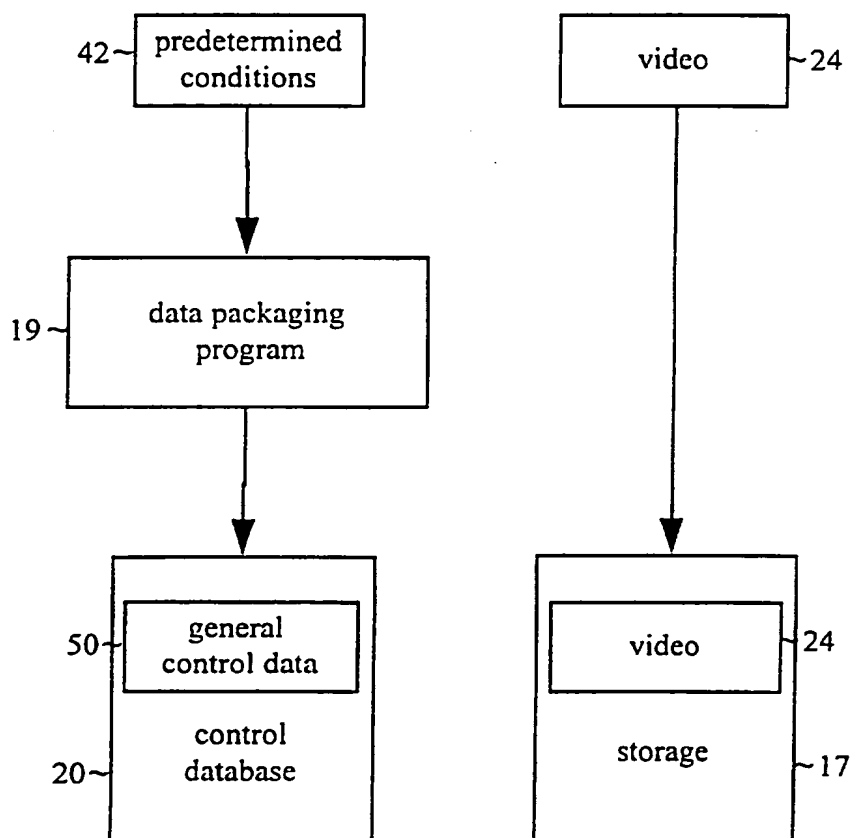 42
predetermined
conditions
video
24
19
data packaging
program
50
general
control data
control
database
20
video
24
storage
17